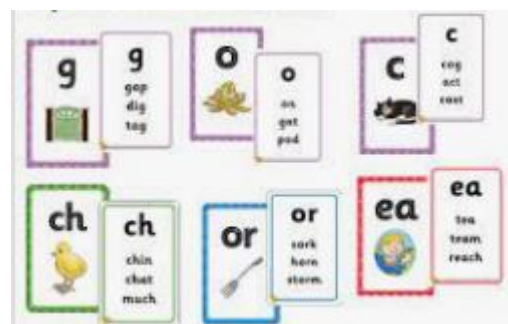 g
g
gap
dig
tag
o
o
on
got
pod
c
c
cog
act
ch
ch
chin
chat
much
or
or
cork
horn
storm
ea
ea
tea
team
reach